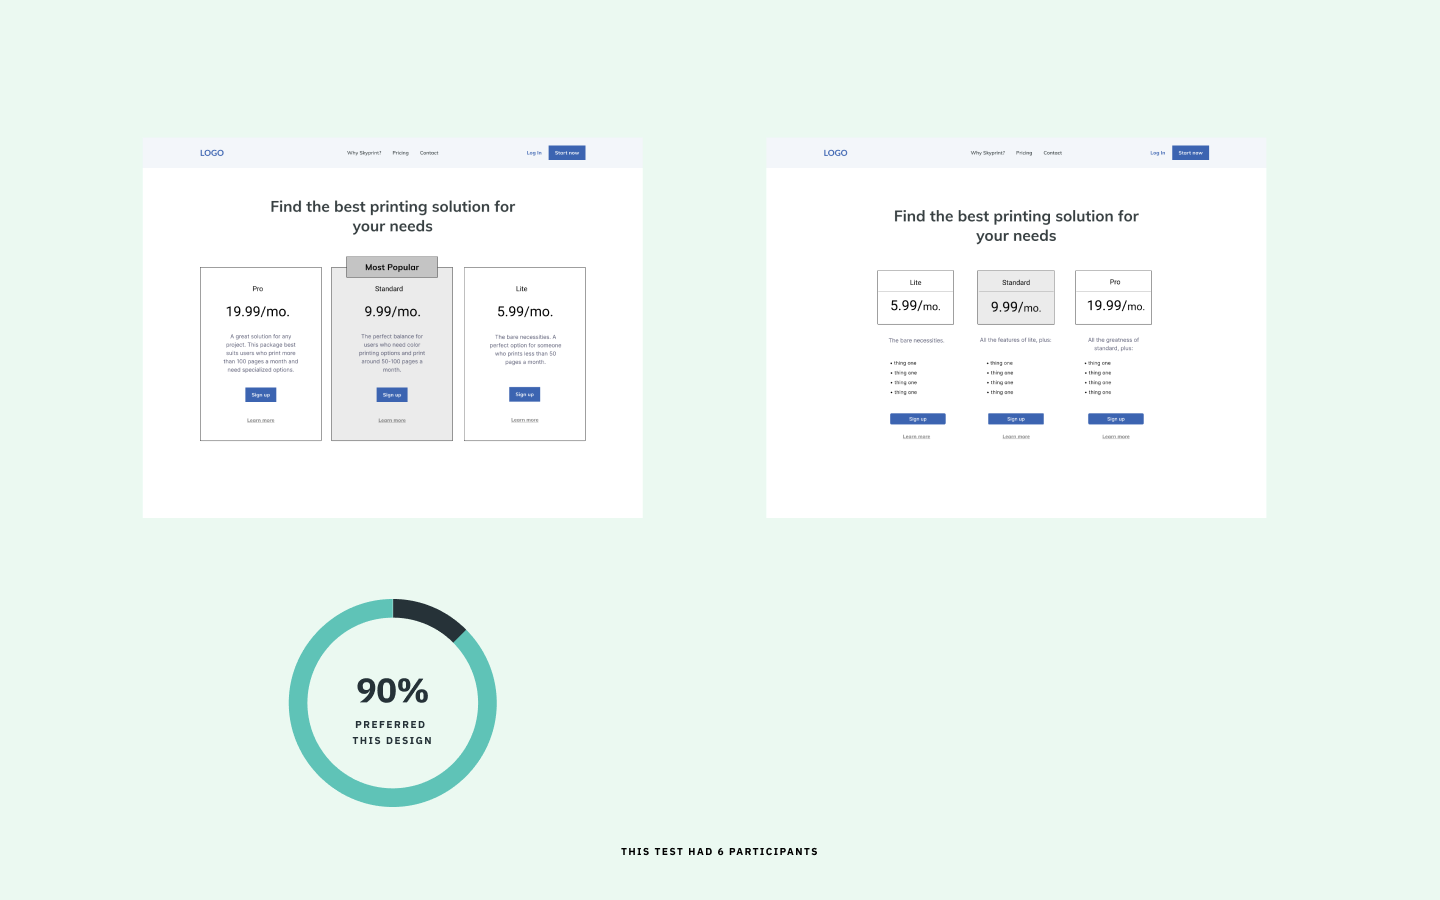 LOGO
Why Skyprint? Pricing Contact
Log In
Start now
Find the best printing solution for
your needs
Pro
19.99/mo.
A great solution for any
project. This package best
suits users who print more
than 100 pages a month and
need specialized options.
Sign up
Learn more
Most Popular
Standard
9.99/mo.
The perfect balance for
users who need color
printing options and print
around 50-100 pages a
month.
Sign up
Learn more
Lite
5.99/mo.
The bare necessities. A
perfect option for someone
who prints less than 50
pages a month.
Sign up
Learn more
LOGO
Why Skyprint? Pricing Contact
Log In
Start now
Find the best printing solution for
your needs
Lite
5.99/mo.
The bare necessities.
• thing one
• thing one
• thing one
• thing one
Sign up
Learn more
Standard
9.99/mo.
All the features of lite, plus:
• thing one
• thing one
• thing one
• thing one
Sign up
Learn more
Pro
19.99/mo.
All the greatness of
standard, plus:
• thing one
• thing one
• thing one
• thing one
Sign up
Learn more
90%
PREFERRED
THIS DESIGN
THIS TEST HAD 6 PARTICIPANTS